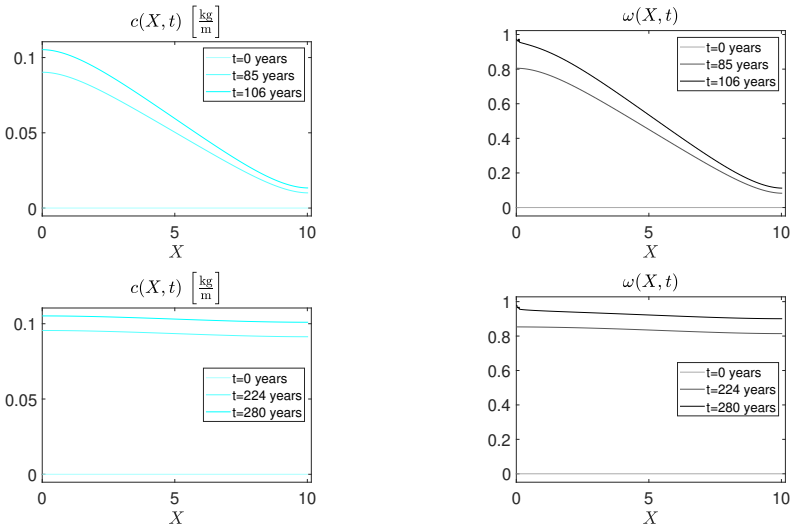 c(X, t) [kg/m]
0.1
0.05
0
0 5 10
X
t=0 years
t=85 years
t=106 years
ω(X, t)
1
0.8
0.6
0.4
0.2
0
0 5 10
X
t=0 years
t=85 years
t=106 years
c(X, t) [kg/m]
0.1
0.05
0
0 5 10
X
t=0 years
t=224 years
t=280 years
ω(X, t)
1
0.8
0.6
0.4
0.2
0
0 5 10
X
t=0 years
t=224 years
t=280 years